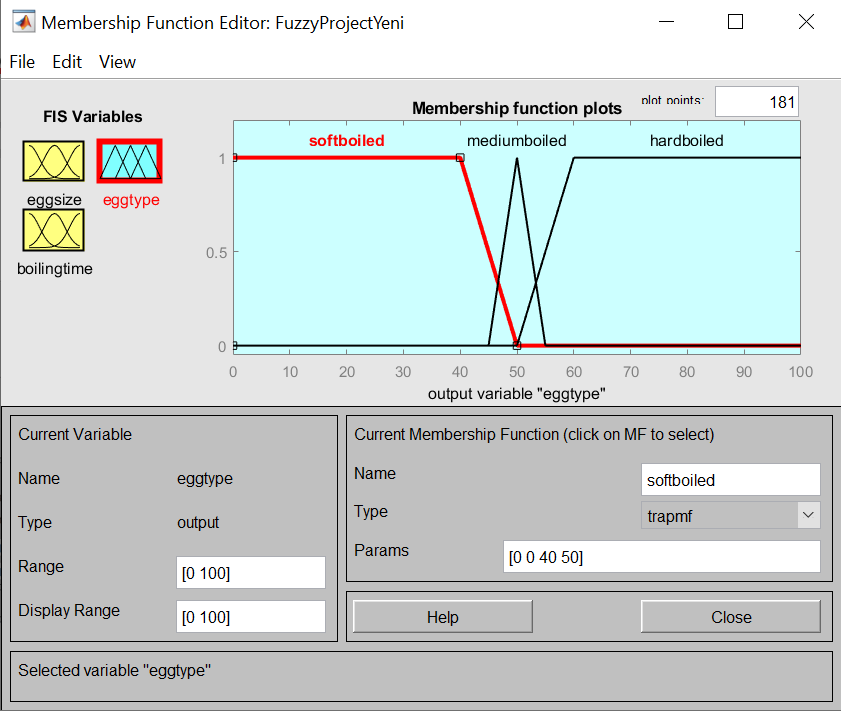 Membership Function Editor: FuzzyProjectYeni
File Edit View
FIS Variables
eggsize
eggtype
boilingtime
Membership function plots
plot points:
181
softboiled
mediumboiled
hardboiled
1
0.5
0
0 10 20 30 40 50 60 70 80 90 100
output variable "eggtype"
Current Variable
Name eggtype
Type output
Range [0 100]
Display Range [0 100]
Current Membership Function (click on MF to select)
Name softboiled
Type trapmf
Params [0 0 40 50]
Help
Close
Selected variable "eggtype"